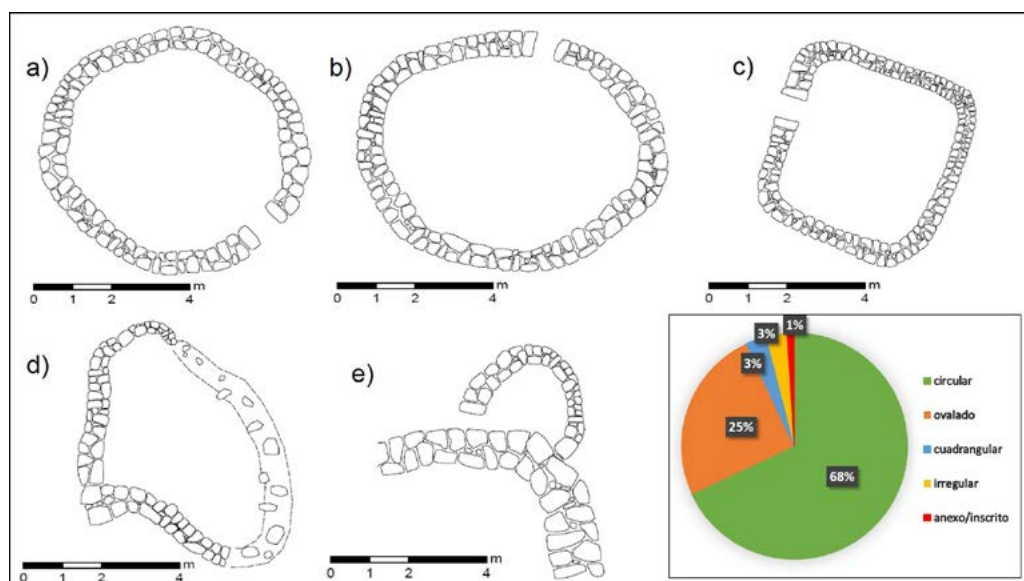 a)
b)
c)
m
0 1 2 4
m
0 1 2 4
m
0 1 2 4
d)
e)
m
0 1 2 4
m
0 1 2 4
3%
1%
3%
25%
68%
circular
ovalado
cuadrangular
irregular
anexo/inscrito